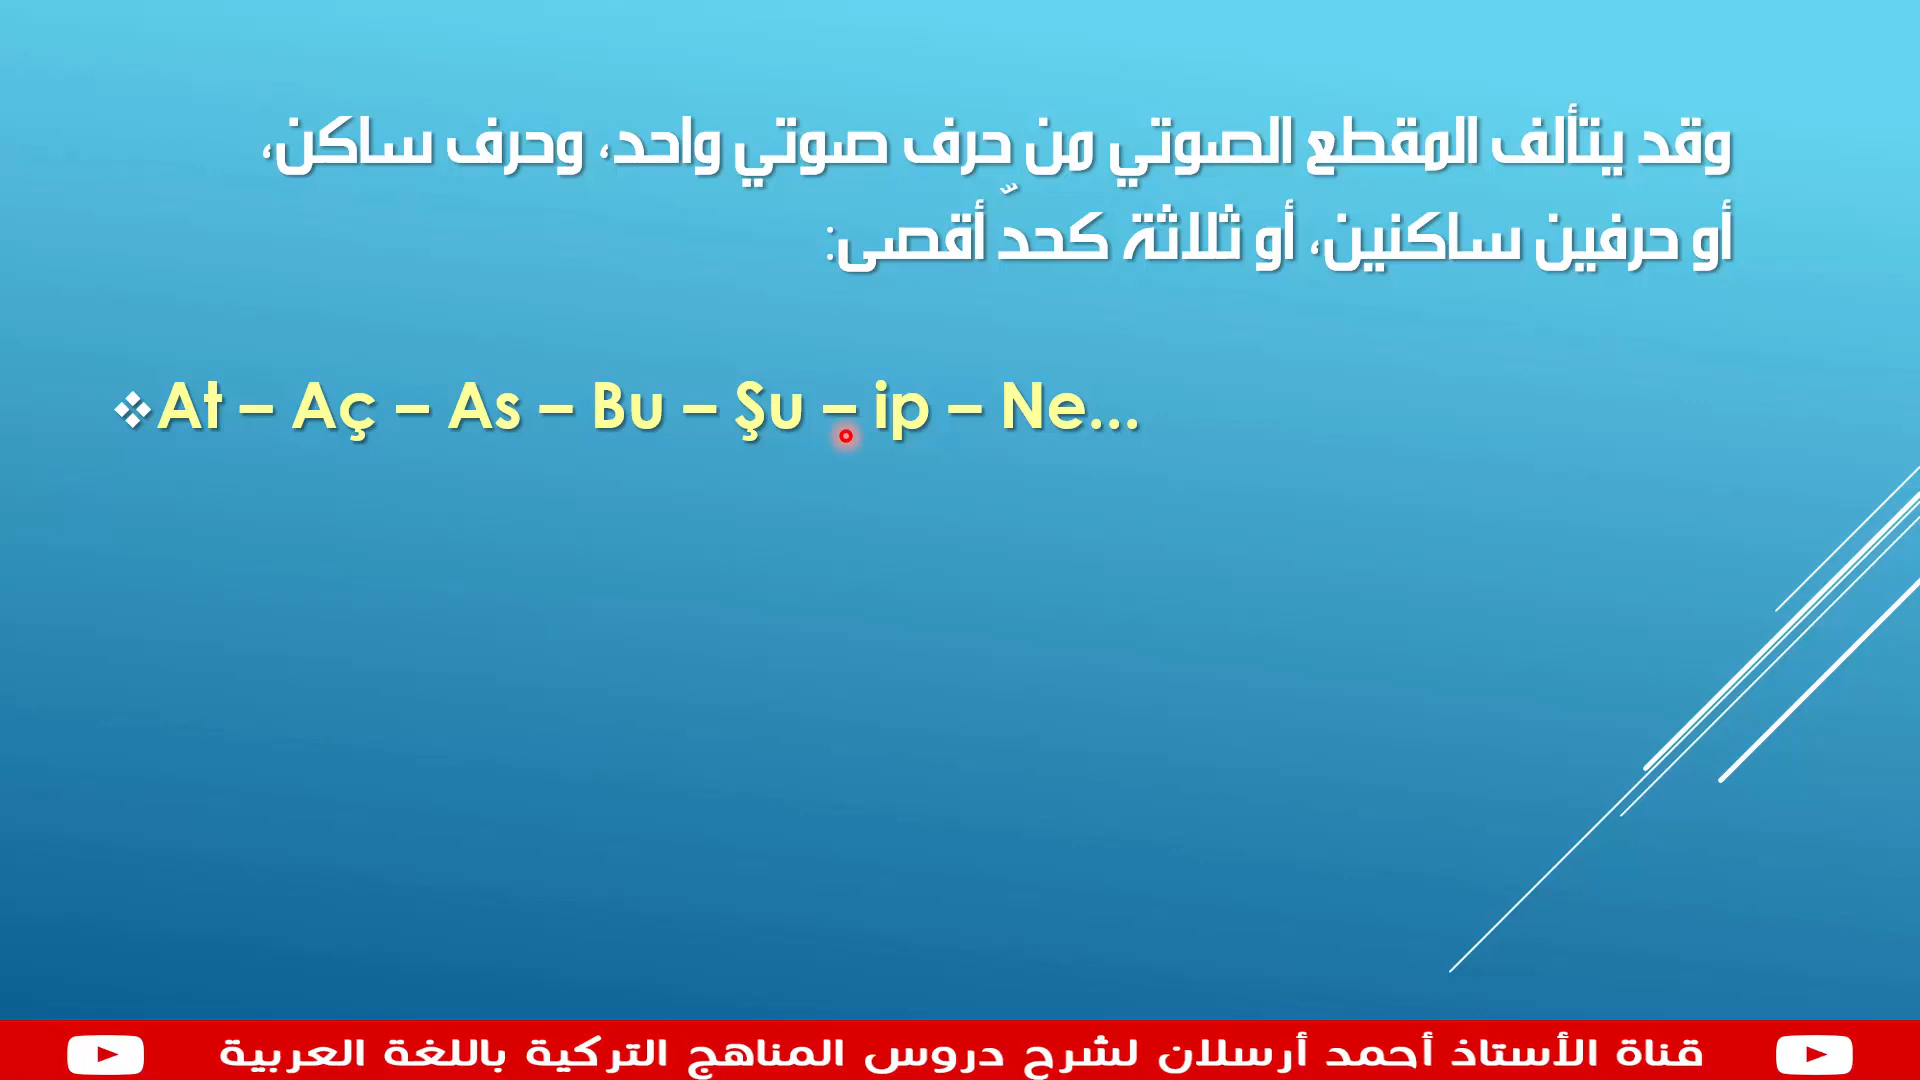 وقد يتألف المقطع الصوتي من حرف صوتي واحد، وحرف ساكن،
أو حرفين ساكنين، أو ثلاثة كحدٍّ أقصى:
❖At – Aç – As – Bu – Şu – ip – Ne...
قناة الأستاذ أحمد أرسلان لشرح دروس المناهج التركية باللغة العربية